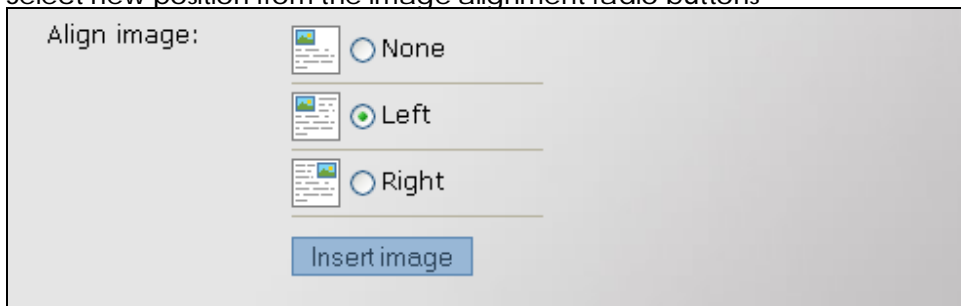 select new position from the image alignment radio buttons
Align image:
None
Left
Right
Insert image